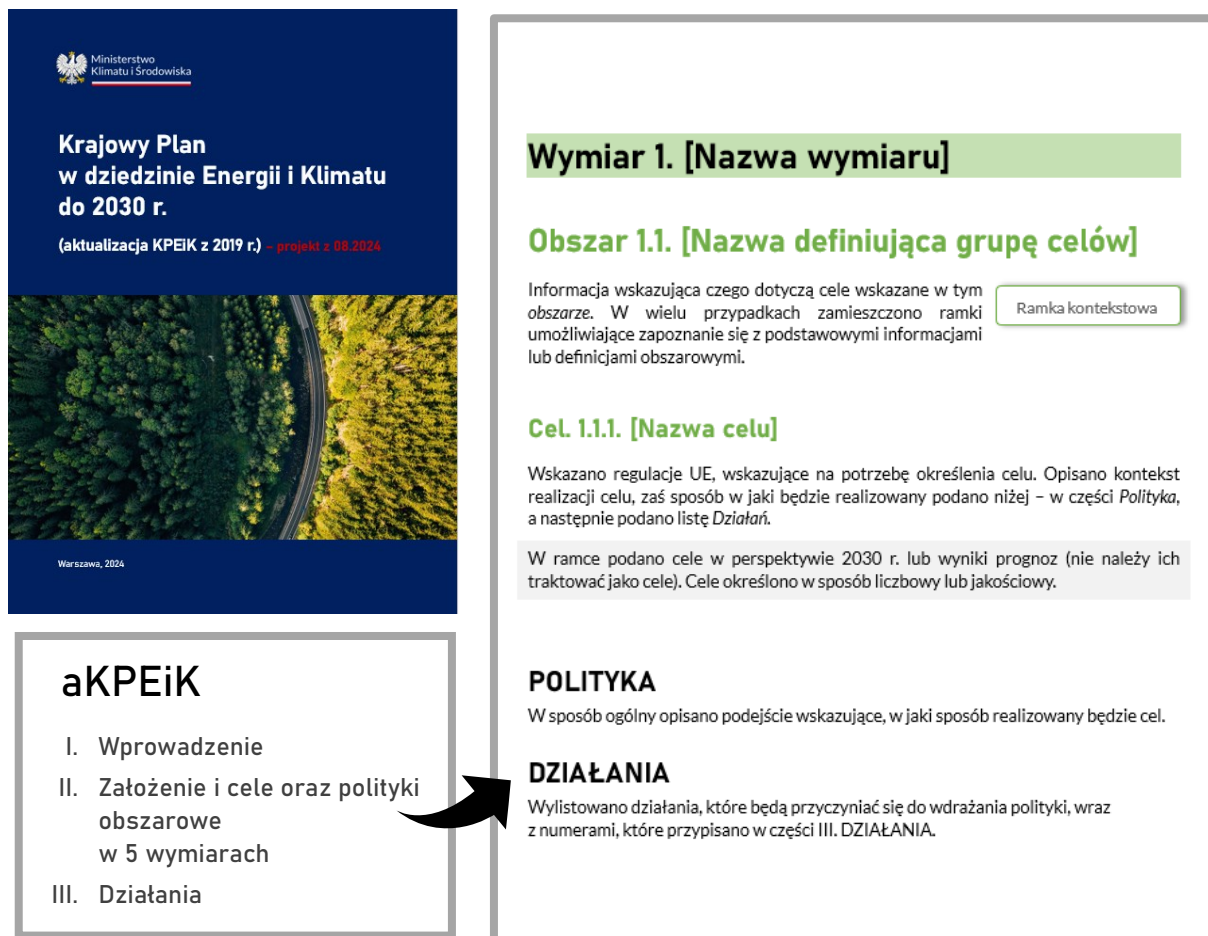 Ministerstwo
Klimatu i Środowiska
Krajowy Plan
w dziedzinie Energii i Klimatu
do 2030 r.
(aktualizacja KPEiK z 2019 r.) – projekt z 08.2024
Warszawa, 2024
aKPEiK
I. Wprowadzenie
II. Założenie i cele oraz polityki
obszarowe
w 5 wymiarach
III. Działania
Wymiar 1. [Nazwa wymiaru]
Obszar 1.1. [Nazwa definiująca grupę celów]
Informacja wskazująca czego dotyczą cele wskazane w tym
obszarze. W wielu przypadkach zamieszczono ramki
umożliwiające zapoznanie się z podstawowymi informacjami
lub definicjami obszarowymi.
Ramka kontekstowa
Cel. 1.1.1. [Nazwa celu]
Wskazano regulacje UE, wskazujące na potrzebę określenia celu. Opisano kontekst
realizacji celu, zaś sposób w jaki będzie realizowany podano niżej – w części Polityka,
a następnie podano listę Działań.
W ramce podano cele w perspektywie 2030 r. lub wyniki prognoz (nie należy ich
traktować jako cele). Cele określono w sposób liczbowy lub jakościowy.
POLITYKA
W sposób ogólny opisano podejście wskazujące, w jaki sposób realizowany będzie cel.
DZIAŁANIA
Wylistowano działania, które będą przyczyniać się do wdrażania polityki, wraz
z numerami, które przypisano w części III. DZIAŁANIA.